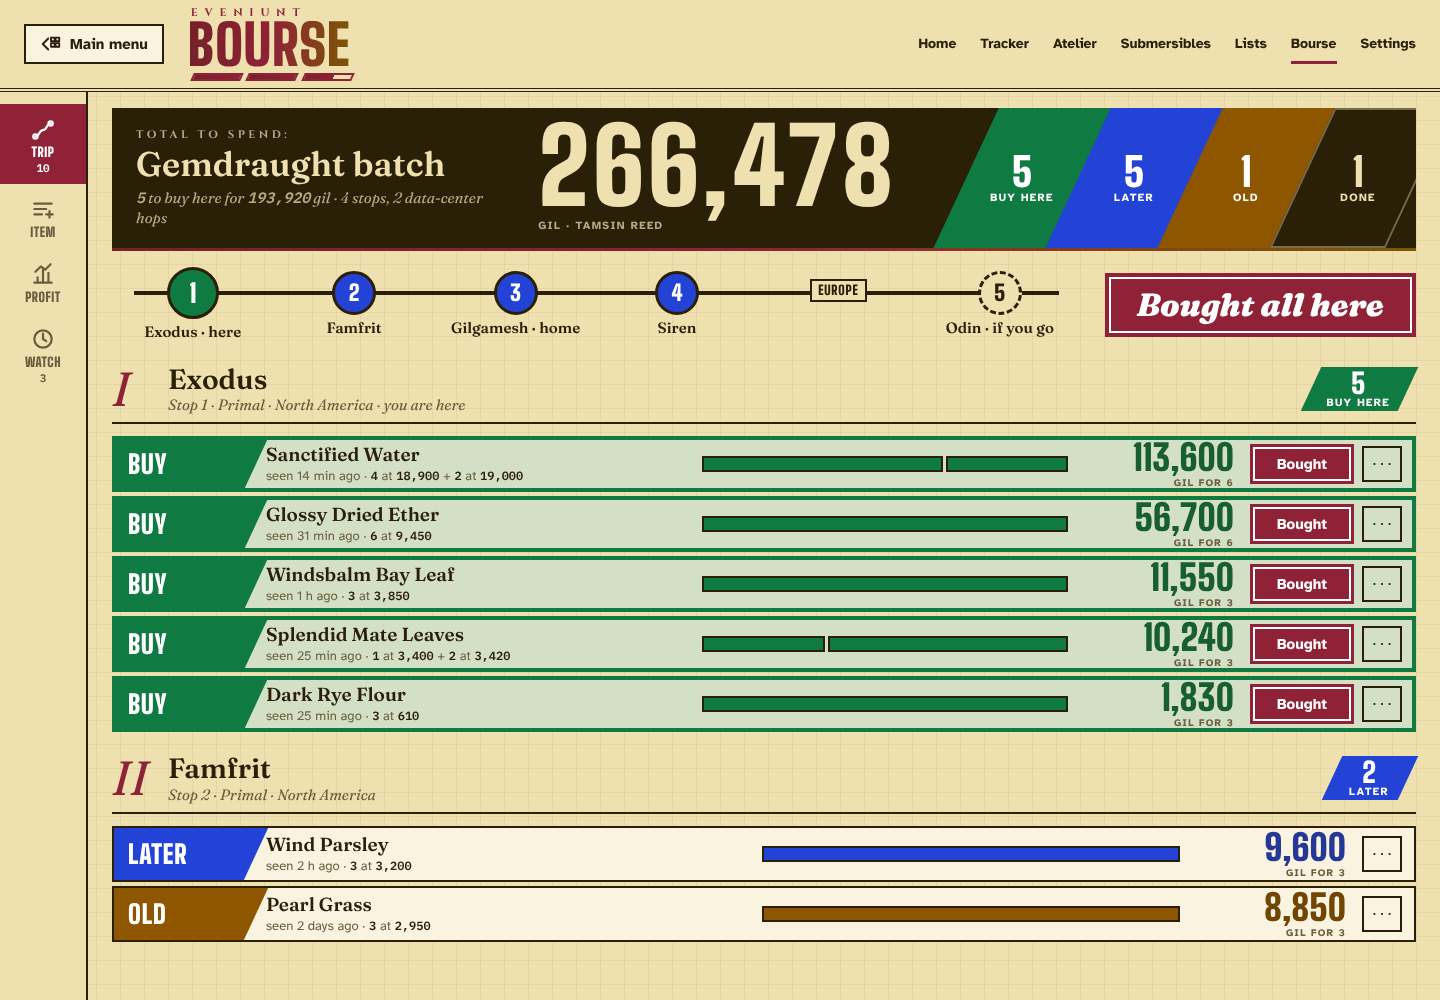 Main menu
EVENIUNT
BOURSE
Home Tracker Atelier Submersibles Lists Bourse Settings
TRIP
10
ITEM
PROFIT
WATCH
3
TOTAL TO SPEND:
Gemdraught batch
5 to buy here for 193,920 gil · 4 stops, 2 data-center
hops
266,478
GIL · TAMSIN REED
5
BUY HERE
5
LATER
1
OLD
1
DONE
1
Exodus · here
2
Famfrit
3
Gilgamesh · home
4
Siren
EUROPE
5
Odin · if you go
Bought all here
I
Exodus
Stop 1 · Primal · North America · you are here
5
BUY HERE
BUY
Sanctified Water
seen 14 min ago · 4 at 18,900 + 2 at 19,000
113,600
GIL FOR 6
Bought
...
BUY
Glossy Dried Ether
seen 31 min ago · 6 at 9,450
56,700
GIL FOR 6
Bought
...
BUY
Windsbalm Bay Leaf
seen 1 h ago · 3 at 3,850
11,550
GIL FOR 3
Bought
...
BUY
Splendid Mate Leaves
seen 25 min ago · 1 at 3,400 + 2 at 3,420
10,240
GIL FOR 3
Bought
...
BUY
Dark Rye Flour
seen 25 min ago · 3 at 610
1,830
GIL FOR 3
Bought
...
II
Famfrit
Stop 2 · Primal · North America
2
LATER
LATER
Wind Parsley
seen 2 h ago · 3 at 3,200
9,600
GIL FOR 3
...
OLD
Pearl Grass
seen 2 days ago · 3 at 2,950
8,850
GIL FOR 3
...